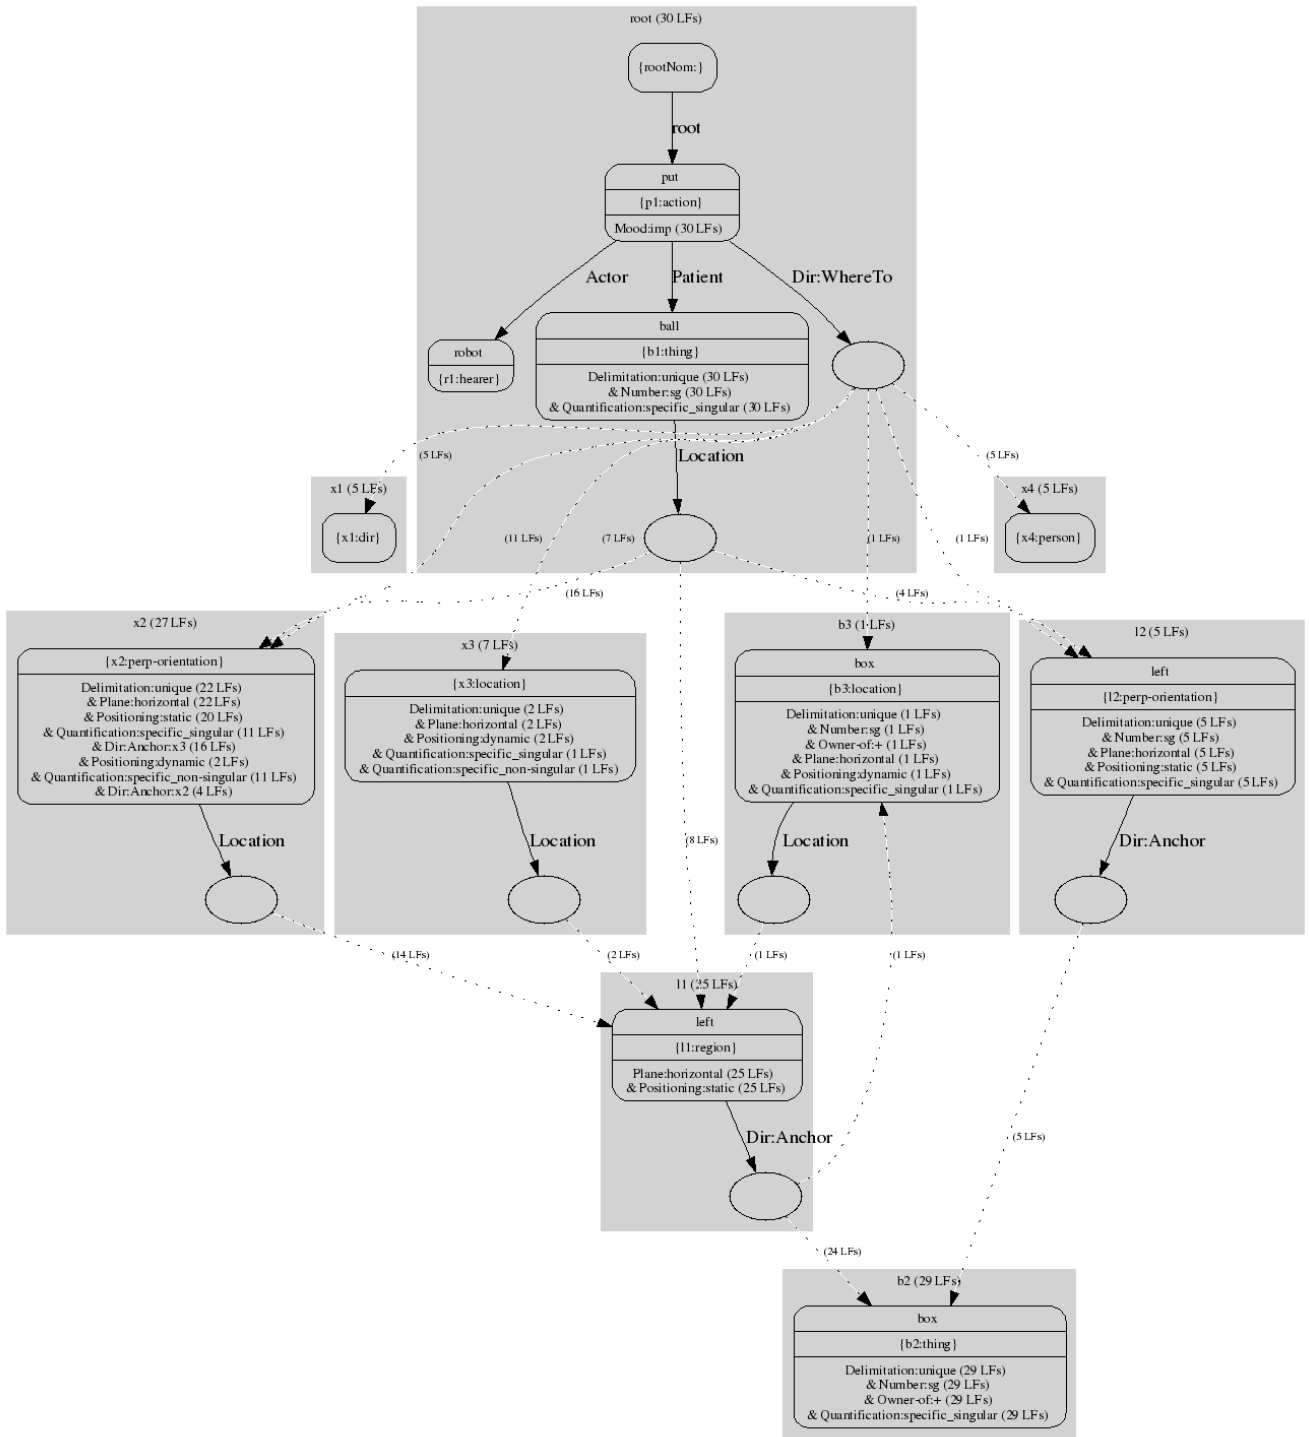 root (30 LFs)
{rootNom:}
root
put
{p1:action}
Mood:imp (30 LFs)
Actor
Patient
Dir:WhereTo
robot
{r1:hearer}
ball
{b1:thing}
Delimitation:unique (30 LFs)
& Number:sg (30 LFs)
& Quantification:specific_singular (30 LFs)
Location
(5 LFs)
(5 LFs)
x1 (5 LFs)
{x1:dir}
x4 (5 LFs)
{x4:person}
(11 LFs)
(7 LFs)
(1 LFs)
(1 LFs)
(16 LFs)
(4 LFs)
x2 (27 LFs)
{x2:perp-orientation}
Delimitation:unique (22 LFs)
& Plane:horizontal (22 LFs)
& Positioning:static (20 LFs)
& Quantification:specific_singular (11 LFs)
& Dir:Anchor:x3 (16 LFs)
& Positioning:dynamic (2 LFs)
& Quantification:specific_non-singular (11 LFs)
& Dir:Anchor:x2 (4 LFs)
Location
x3 (7 LFs)
{x3:location}
Delimitation:unique (2 LFs)
& Plane:horizontal (2 LFs)
& Positioning:dynamic (2 LFs)
& Quantification:specific_singular (1 LFs)
& Quantification:specific_non-singular (1 LFs)
Location
b3 (1 LFs)
box
{b3:location}
Delimitation:unique (1 LFs)
& Number:sg (1 LFs)
& Owner-of:+ (1 LFs)
& Plane:horizontal (1 LFs)
& Positioning:dynamic (1 LFs)
& Quantification:specific_singular (1 LFs)
Location
l2 (5 LFs)
left
{l2:perp-orientation}
Delimitation:unique (5 LFs)
& Number:sg (5 LFs)
& Plane:horizontal (5 LFs)
& Positioning:static (5 LFs)
& Quantification:specific_singular (5 LFs)
Dir:Anchor
(8 LFs)
(14 LFs)
(2 LFs)
(1 LFs)
(1 LFs)
l1 (25 LFs)
left
{l1:region}
Plane:horizontal (25 LFs)
& Positioning:static (25 LFs)
Dir:Anchor
(5 LFs)
(24 LFs)
b2 (29 LFs)
box
{b2:thing}
Delimitation:unique (29 LFs)
& Number:sg (29 LFs)
& Owner-of:+ (29 LFs)
& Quantification:specific_singular (29 LFs)